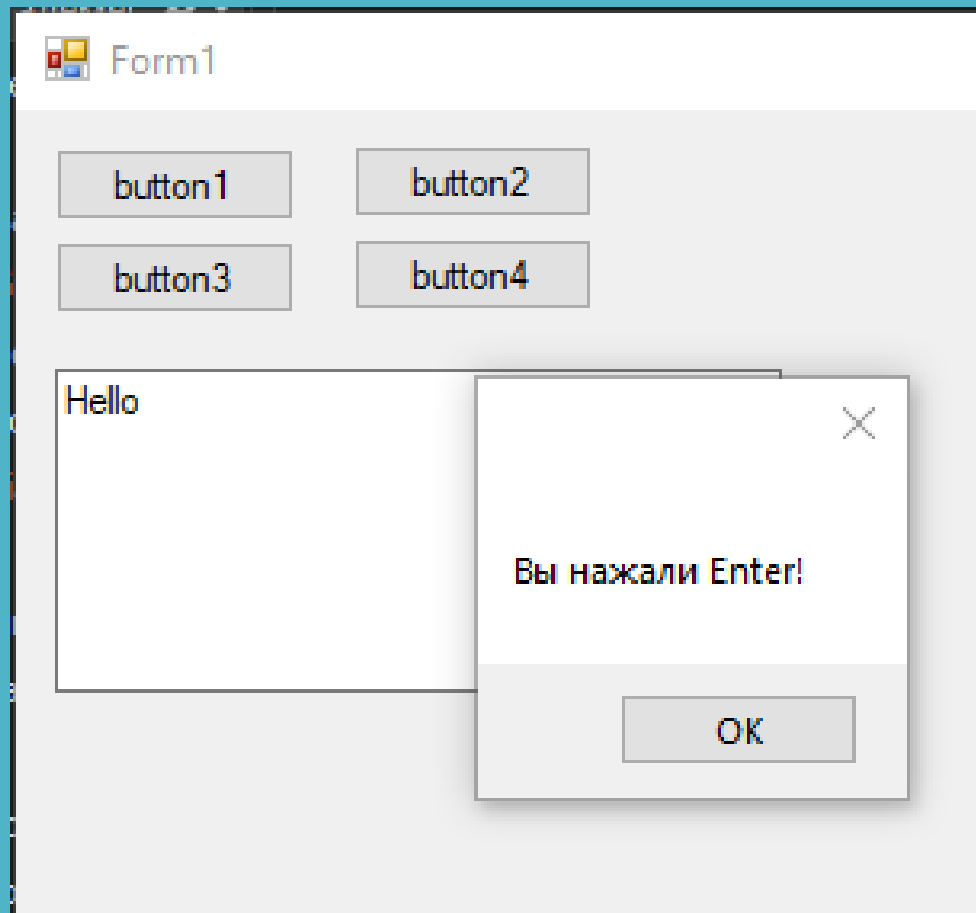 Form1
button1
button2
button3
button4
Hello
Вы нажали Enter!
OK